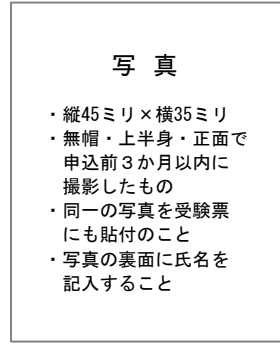 写 真
・縦45ミリ×横35ミリ
・無帽・上半身・正面で
申込前３か月以内に
撮影したもの
・同一の写真を受験票
にも貼付のこと
・写真の裏面に氏名を
記入すること